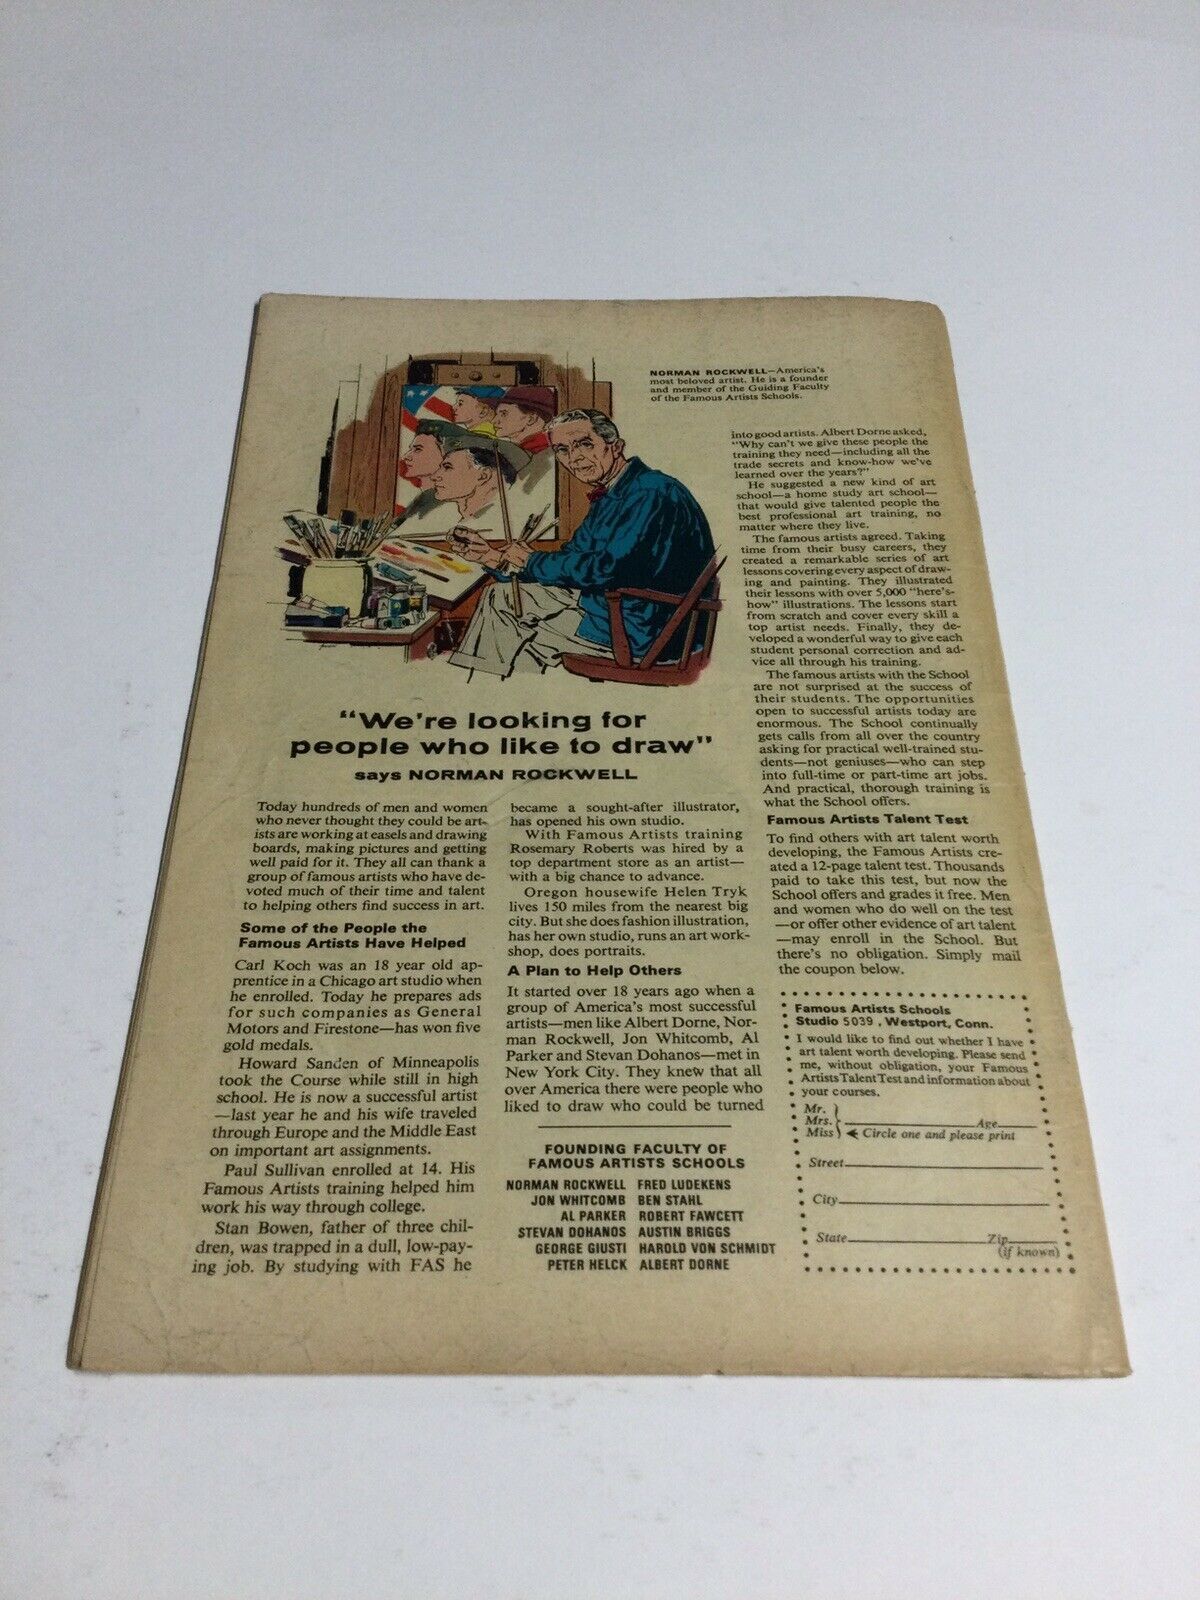 NORMAN ROCKWELL—America's
most beloved artist. He is a founder
and member of the Guiding Faculty
of the Famous Artists Schools.
"We're looking for
people who like to draw"
says NORMAN ROCKWELL
Today hundreds of men and women
who never thought they could be art-
ists are working at easels and drawing
boards, making pictures and getting
well paid for it. They all can thank a
group of famous artists who have de-
voted much of their time and talent
to helping others find success in art.
Some of the People the
Famous Artists Have Helped
Carl Koch was an 18 year old ap-
prentice in a Chicago art studio when
he enrolled. Today he prepares ads
for such companies as General
Motors and Firestone—has won five
gold medals.
Howard Sanden of Minneapolis
took the Course while still in high
school. He is now a successful artist
—last year he and his wife traveled
through Europe and the Middle East
on important art assignments.
Paul Sullivan enrolled at 14. His
Famous Artists training helped him
work his way through college.
Stan Bowen, father of three chil-
dren, was trapped in a dull, low-pay-
ing job. By studying with FAS he
became a sought-after illustrator,
has opened his own studio.
With Famous Artists training
Rosemary Roberts was hired by a
top department store as an artist—
with a big chance to advance.
Oregon housewife Helen Tryk
lives 150 miles from the nearest big
city. But she does fashion illustration,
has her own studio, runs an art work-
shop, does portraits.
A Plan to Help Others
It started over 18 years ago when a
group of America's most successful
artists—men like Albert Dorne, Nor-
man Rockwell, Jon Whitcomb, Al
Parker and Stevan Dohanos—met in
New York City. They knew that all
over America there were people who
liked to draw who could be turned
into good artists. Albert Dorne asked,
"Why can't we give these people the
training they need—including all the
trade secrets and know-how we've
learned over the years?"
He suggested a new kind of art
school—a home study art school—
that would give talented people the
best professional art training, no
matter where they live.
The famous artists agreed. Taking
time from their busy careers, they
created a remarkable series of art
lessons covering every aspect of draw-
ing and painting. They illustrated
their lessons with over 5,000 "here's-
how" illustrations. The lessons start
from scratch and cover every skill a
top artist needs. Finally, they de-
veloped a wonderful way to give each
student personal correction and ad-
vice all through his training.
The famous artists with the School
are not surprised at the success of
their students. The opportunities
open to successful artists today are
enormous. The School continually
gets calls from all over the country
asking for practical well-trained stu-
dents—not geniuses—who can step
into full-time or part-time art jobs.
And practical, thorough training is
what the School offers.
Famous Artists Talent Test
To find others with art talent worth
developing, the Famous Artists cre-
ated a 12-page talent test. Thousands
paid to take this test, but now the
School offers and grades it free. Men
and women who do well on the test
—or offer other evidence of art talent
—may enroll in the School. But
there's no obligation. Simply mail
the coupon below.
FOUNDING FACULTY OF
FAMOUS ARTISTS SCHOOLS
NORMAN ROCKWELL FRED LUDEKENS
JON WHITCOMB BEN STAHL
AL PARKER ROBERT FAWCETT
STEVAN DOHANOS AUSTIN BRIGGS
GEORGE GIUSTI HAROLD VON SCHMIDT
PETER HELCK ALBERT DORNE
Famous Artists Schools
Studio 5039, Westport, Conn.
I would like to find out whether I have
art talent worth developing. Please send
me, without obligation, your Famous
Artists Talent Test and information about
your courses.
Mr.
Mrs. Age
Miss Circle one and please print
Street
City
State Zip
(if known)